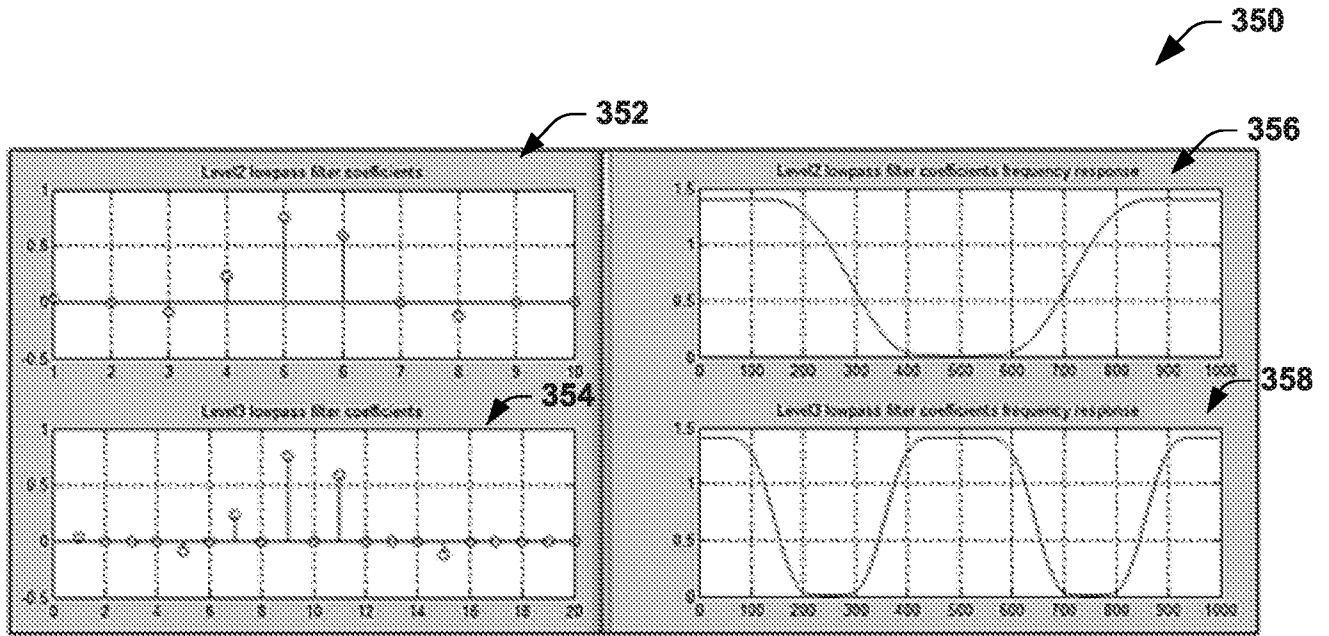 350
352
356
Level2 lowpass filter coefficients
Level2 lowpass filter coefficients frequency response
1
0.5
0
-0.5
1 2 3 4 5 6 7 8 9 10
1.5
1
0.5
0
0 100 200 300 400 500 600 700 800 900 1000
354
358
Level3 lowpass filter coefficients
Level3 lowpass filter coefficients frequency response
1
0.5
0
-0.5
0 2 4 6 8 10 12 14 16 18 20
1.5
1
0.5
0
0 100 200 300 400 500 600 700 800 900 1000